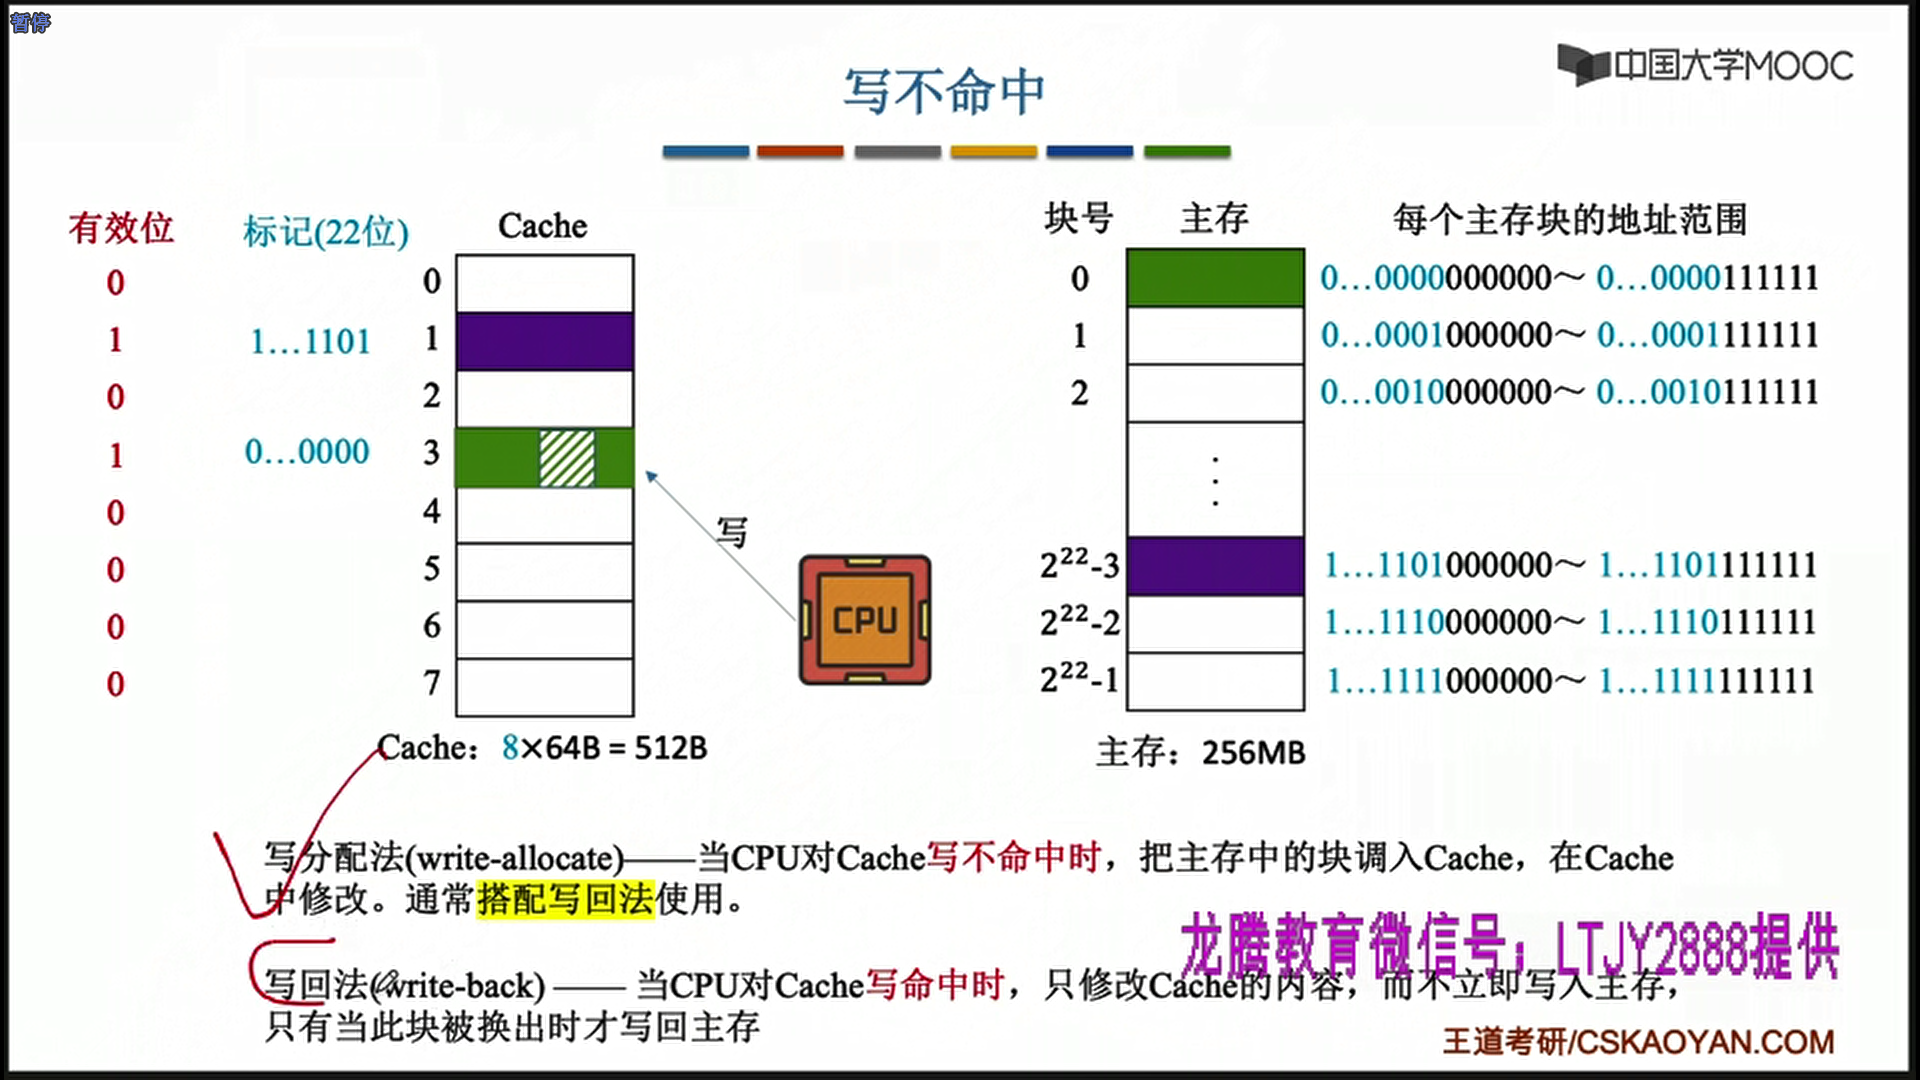 暂停
中国大学MOOC
写不命中
有效位 标记(22位) Cache
0 0
1 1…1101 1
0 2
1 0…0000 3
0 4
0 5
0 6
0 7
Cache：8×64B = 512B
写
CPU
块号 主存 每个主存块的地址范围
0 0…0000000000～ 0…0000111111
1 0…0001000000～ 0…0001111111
2 0…0010000000～ 0…0010111111
2²²-3 1…1101000000～ 1…1101111111
2²²-2 1…1110000000～ 1…1110111111
2²²-1 1…1111000000～ 1…1111111111
主存：256MB
写分配法(write-allocate)——当CPU对Cache写不命中时，把主存中的块调入Cache，在Cache
中修改。通常搭配写回法使用。
龙腾教育微信号：LTJY2888提供
写回法(write-back) —— 当CPU对Cache写命中时，只修改Cache的内容，而不立即写入主存，
只有当此块被换出时才写回主存
王道考研/CSKAOYAN.COM